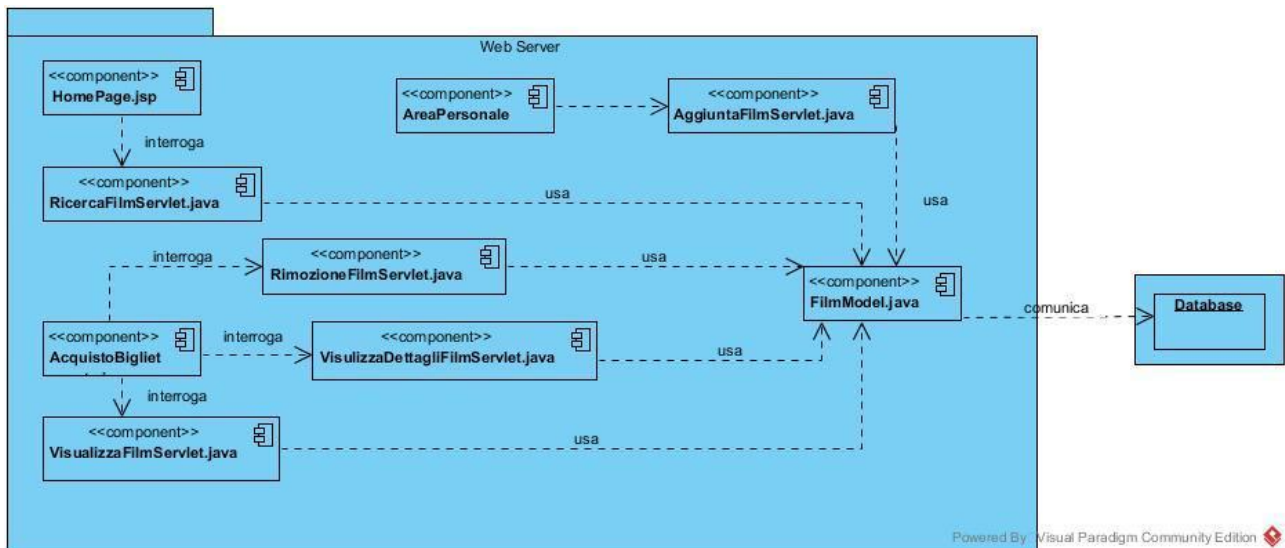 Web Server
<<component>>
HomePage.jsp
<<component>>
AreaPersonale
<<component>>
AggiuntaFilmServlet.java
interroga
<<component>>
RicercaFilmServlet.java
usa
usa
interroga
<<component>>
RimozioneFilmServlet.java
usa
<<component>>
FilmModel.java
comunica
Database
<<component>>
AcquistoBigliet
interroga
<<component>>
VisulizzaDettagliFilmServlet.java
usa
interroga
<<component>>
VisualizzaFilmServlet.java
usa
Powered By Visual Paradigm Community Edition